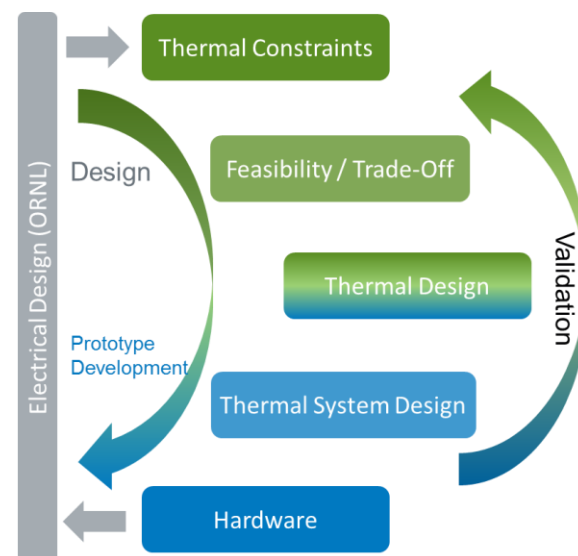 Electrical Design (ORNL)
Thermal Constraints
Design
Feasibility / Trade-Off
Thermal Design
Validation
Prototype
Development
Thermal System Design
Hardware